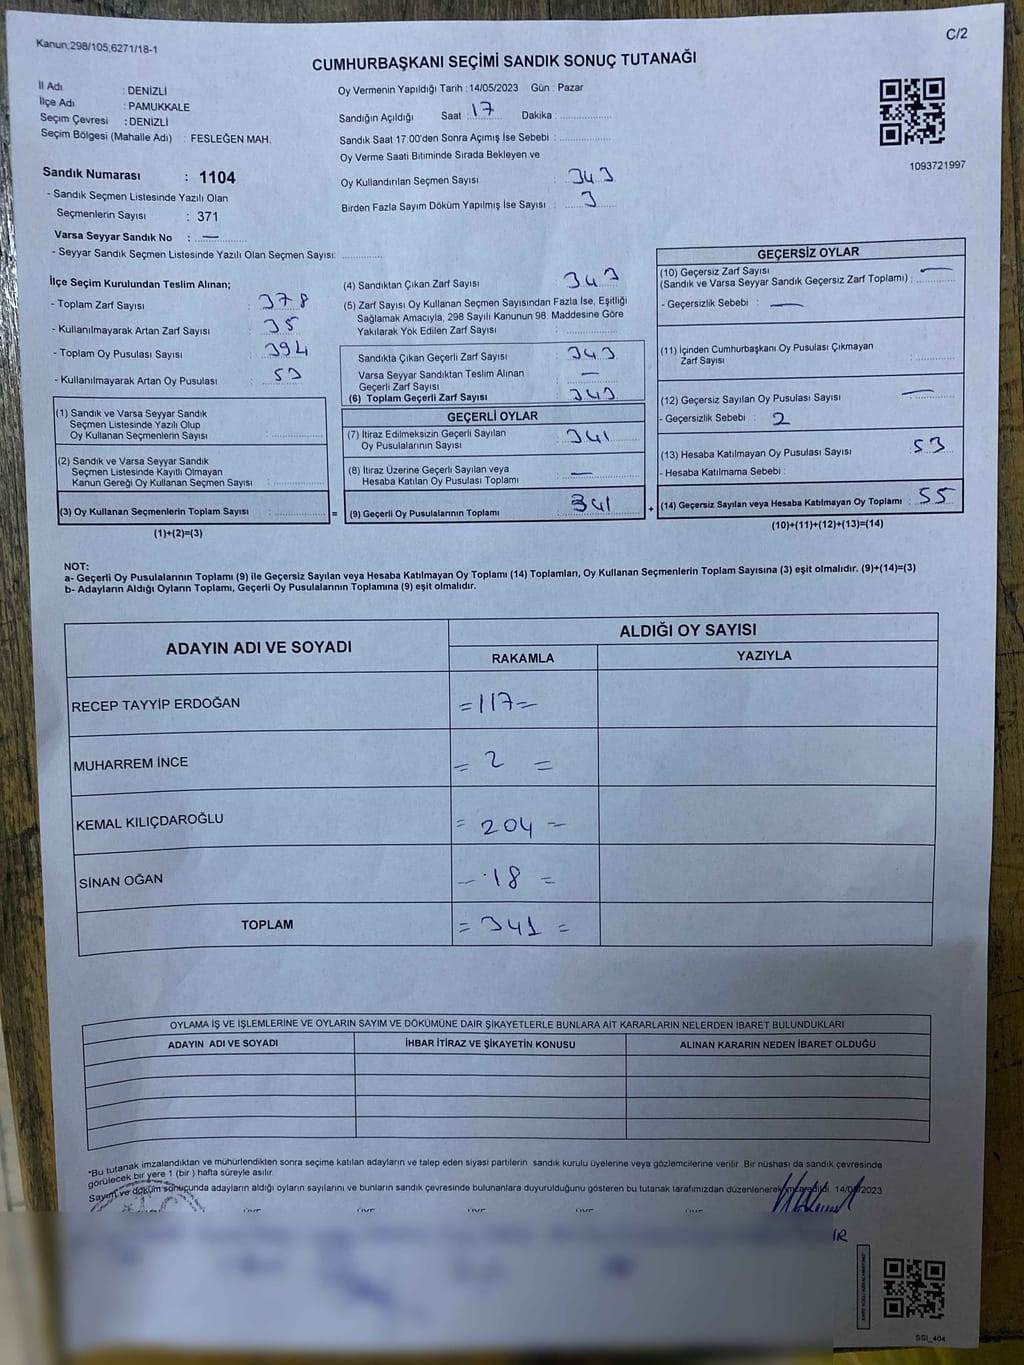 Kanun;298/105;6271/18-1
C/2
CUMHURBAŞKANI SEÇİMİ SANDIK SONUÇ TUTANAĞI
İl Adı : DENİZLİ
İlçe Adı : PAMUKKALE
Seçim Çevresi : DENİZLİ
Seçim Bölgesi (Mahalle Adı) : FESLEĞEN MAH.
Sandık Numarası : 1104
- Sandık Seçmen Listesinde Yazılı Olan
Seçmenlerin Sayısı : 371
Varsa Seyyar Sandık No : —
- Seyyar Sandık Seçmen Listesinde Yazılı Olan Seçmen Sayısı:
Oy Vermenin Yapıldığı Tarih : 14/05/2023 Gün : Pazar
Sandığın Açıldığı Saat : 17 Dakika :
Sandık Saat 17.00'den Sonra Açımış İse Sebebi :
Oy Verme Saati Bitiminde Sırada Bekleyen ve
Oy Kullandırılan Seçmen Sayısı : 343
Birden Fazla Sayım Döküm Yapılmış İse Sayısı : 3
1093721997
İlçe Seçim Kurulundan Teslim Alınan;
- Toplam Zarf Sayısı : 378
- Kullanılmayarak Artan Zarf Sayısı : 35
- Toplam Oy Pusulası Sayısı : 394
- Kullanılmayarak Artan Oy Pusulası : 53
(1) Sandık ve Varsa Seyyar Sandık
Seçmen Listesinde Yazılı Olup
Oy Kullanan Seçmenlerin Sayısı :
(2) Sandık ve Varsa Seyyar Sandık
Seçmen Listesinde Kayıtlı Olmayan
Kanun Gereği Oy Kullanan Seçmen Sayısı :
(3) Oy Kullanan Seçmenlerin Toplam Sayısı :
(1)+(2)=(3)
(4) Sandıktan Çıkan Zarf Sayısı : 343
(5) Zarf Sayısı Oy Kullanan Seçmen Sayısından Fazla İse, Eşitliği
Sağlamak Amacıyla, 298 Sayılı Kanunun 98. Maddesine Göre
Yakılarak Yok Edilen Zarf Sayısı :
Sandıkta Çıkan Geçerli Zarf Sayısı : 343
Varsa Seyyar Sandıktan Teslim Alınan
Geçerli Zarf Sayısı : —
(6) Toplam Geçerli Zarf Sayısı : 343
GEÇERLİ OYLAR
(7) İtiraz Edilmeksizin Geçerli Sayılan
Oy Pusulalarının Sayısı : 341
(8) İtiraz Üzerine Geçerli Sayılan veya
Hesaba Katılan Oy Pusulası Toplamı : —
= (9) Geçerli Oy Pusulalarının Toplamı : 341
GEÇERSİZ OYLAR
(10) Geçersiz Zarf Sayısı
(Sandık ve Varsa Seyyar Sandık Geçersiz Zarf Toplamı) : —
- Geçersizlik Sebebi : —
(11) İçinden Cumhurbaşkanı Oy Pusulası Çıkmayan
Zarf Sayısı :
(12) Geçersiz Sayılan Oy Pusulası Sayısı : —
- Geçersizlik Sebebi : 2
(13) Hesaba Katılmayan Oy Pusulası Sayısı : 53
- Hesaba Katılmama Sebebi :
+ (14) Geçersiz Sayılan veya Hesaba Katılmayan Oy Toplamı : 55
(10)+(11)+(12)+(13)=(14)
NOT:
a- Geçerli Oy Pusulalarının Toplamı (9) ile Geçersiz Sayılan veya Hesaba Katılmayan Oy Toplamı (14) Toplamları, Oy Kullanan Seçmenlerin Toplam Sayısına (3) eşit olmalıdır. (9)+(14)=(3)
b- Adayların Aldığı Oyların Toplamı, Geçerli Oy Pusulalarının Toplamına (9) eşit olmalıdır.
ADAYIN ADI VE SOYADI ALDIĞI OY SAYISI
RAKAMLA YAZIYLA
RECEP TAYYİP ERDOĞAN =117=
MUHARREM İNCE = 2 =
KEMAL KILIÇDAROĞLU = 204 =
SİNAN OĞAN = 18 =
TOPLAM = 341 =
OYLAMA İŞ VE İŞLEMLERİNE VE OYLARIN SAYIM VE DÖKÜMÜNE DAİR ŞİKAYETLERLE BUNLARA AİT KARARLARIN NELERDEN İBARET BULUNDUKLARI
ADAYIN ADI VE SOYADI İHBAR İTİRAZ VE ŞİKAYETİN KONUSU ALINAN KARARIN NEDEN İBARET OLDUĞU
*Bu tutanak imzalandıktan ve mühürlendikten sonra seçime katılan adayların ve talep eden siyasi partilerin sandık kurulu üyelerine veya gözlemcilerine verilir. Bir nüshası da sandık çevresinde
görülecek bir yere 1 (bir) hafta süreyle asılır.
Sayım ve döküm sonucunda adayların aldığı oyların sayılarını ve bunların sandık çevresinde bulunanlara duyurulduğunu gösteren bu tutanak tarafımızdan düzenlenerek imzalandı. 14/05/2023
IR
SSI_404